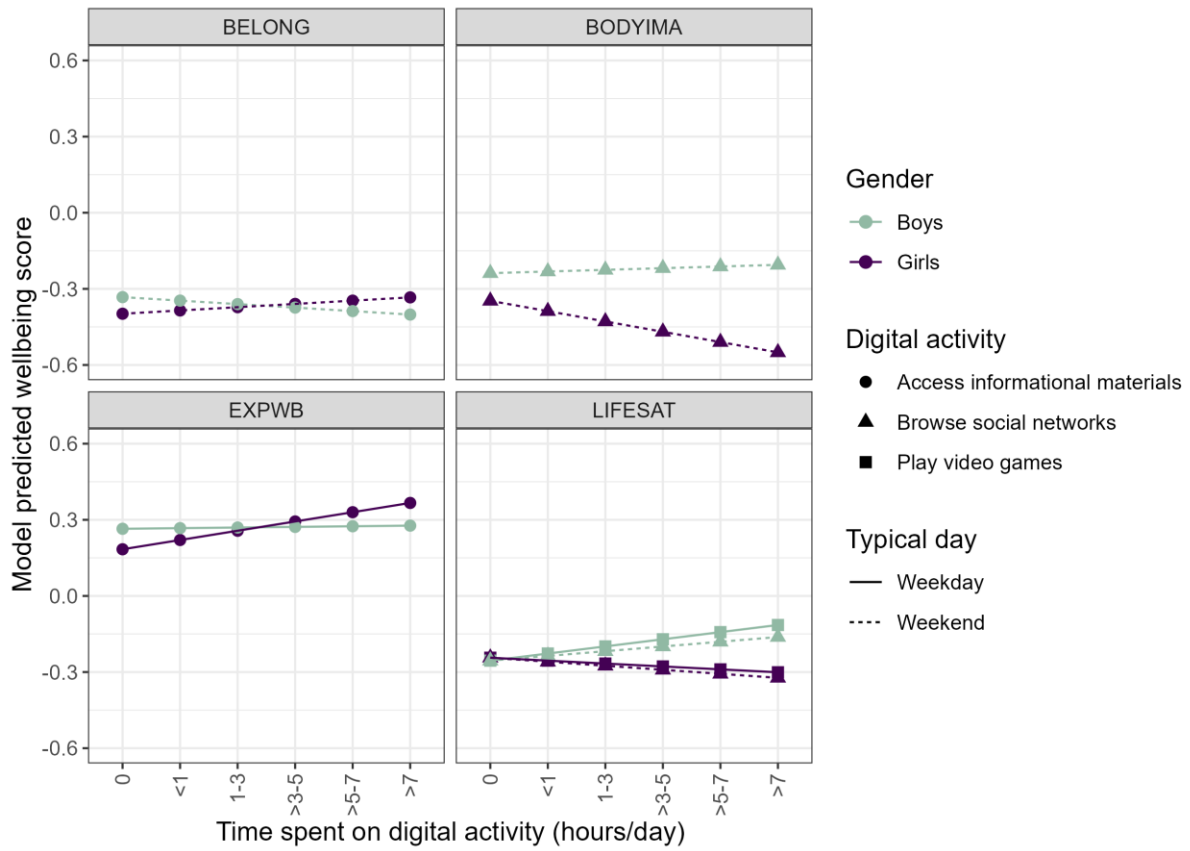 BELONG
BODYIMA
0.6
0.3
0.0
-0.3
-0.6
EXPWB
LIFESAT
0.6
0.3
0.0
-0.3
-0.6
0
<1
1-3
>3-5
>5-7
>7
0
<1
1-3
>3-5
>5-7
>7
Time spent on digital activity (hours/day)
Model predicted wellbeing score
Gender
Boys
Girls
Digital activity
Access informational materials
Browse social networks
Play video games
Typical day
Weekday
Weekend